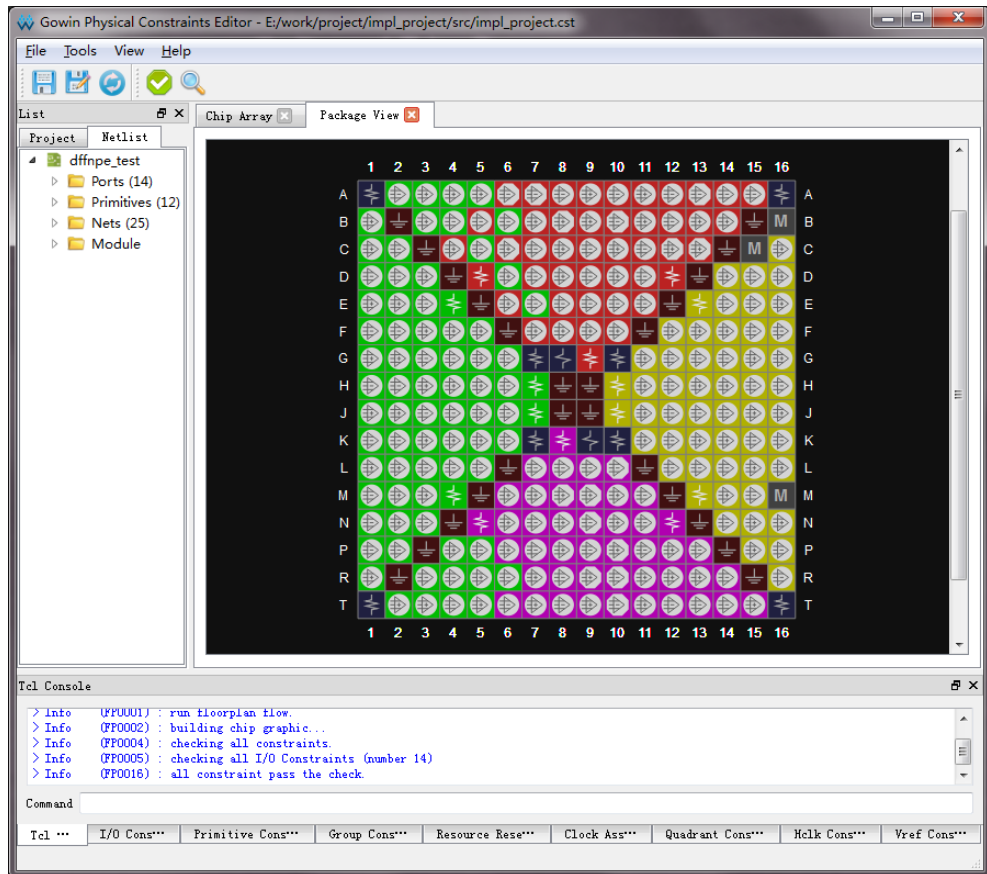 Gowin Physical Constraints Editor - E:/work/project/impl_project/src/impl_project.cst
File Tools View Help
List
Chip Array
Package View
Project Netlist
dffnpe_test
Ports (14)
Primitives (12)
Nets (25)
Module
1 2 3 4 5 6 7 8 9 10 11 12 13 14 15 16
A A
B M B
C M C
D D
E E
F F
G G
H H
J J
K K
L L
M M M
N N
P P
R R
T T
1 2 3 4 5 6 7 8 9 10 11 12 13 14 15 16
Tcl Console
> Info (FP0001) : run floorplan flow.
> Info (FP0002) : building chip graphic...
> Info (FP0004) : checking all constraints.
> Info (FP0005) : checking all I/O Constraints (number 14)
> Info (FP0016) : all constraint pass the check.
Command
Tcl ... I/O Cons... Primitive Cons... Group Cons... Resource Rese... Clock Ass... Quadrant Cons... Hclk Cons... Vref Cons...